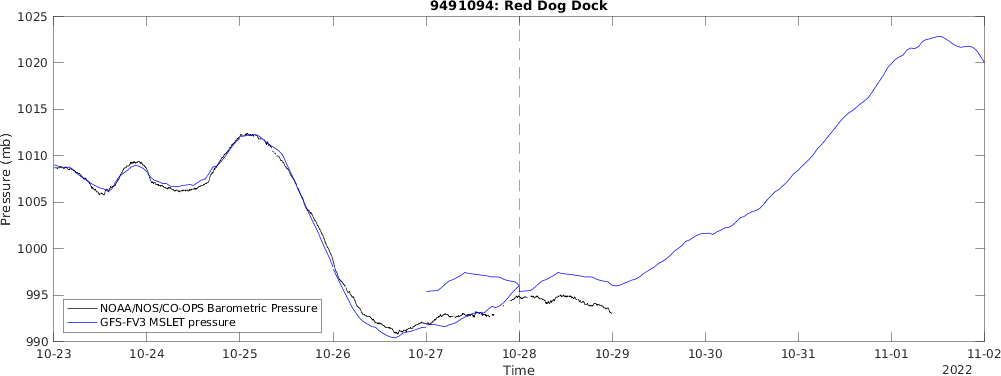 9491094: Red Dog Dock
1025
1020
1015
1010
1005
1000
995
990
Pressure (mb)
NOAA/NOS/CO-OPS Barometric Pressure
GFS-FV3 MSLET pressure
10-23 10-24 10-25 10-26 10-27 10-28 10-29 10-30 10-31 11-01 11-02
Time
2022